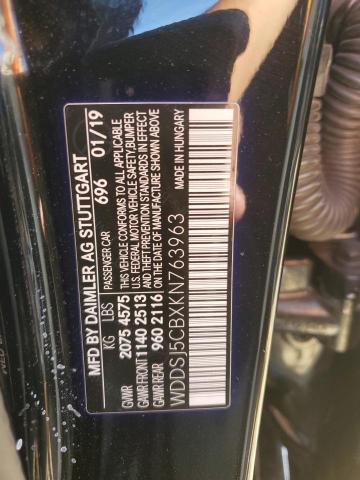 MFD BY DAIMLER AG STUTTGART
PASSENGER CAR 696 01/19
KG LBS THIS VEHICLE CONFORMS TO ALL APPLICABLE
GVWR 2075 4575 U.S. FEDERAL MOTOR VEHICLE SAFETY,BUMPER
GAWR FRONT 1140 2513 AND THEFT PREVENTION STANDARDS IN EFFECT
GAWR REAR 960 2116 ON THE DATE OF MANUFACTURE SHOWN ABOVE
WDDSJ5CBXKN763963 MADE IN HUNGARY